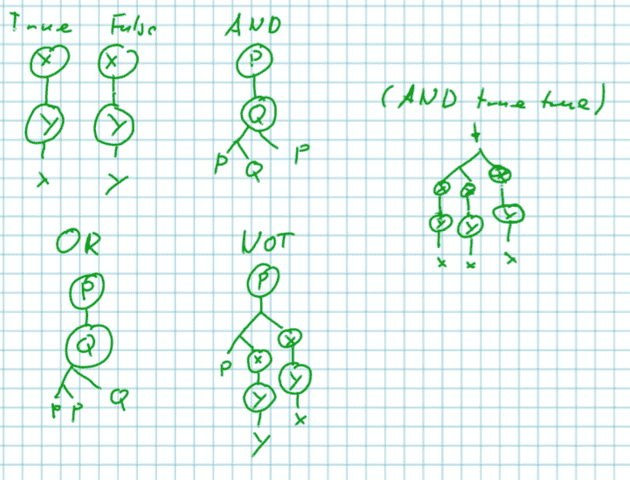 True False AND
X X P
Y Y Q
x y P Q P
(AND true true)
X X X
Y Y Y
x x x
OR NOT
P P
Q X
P X Y
P P Q Y x
y